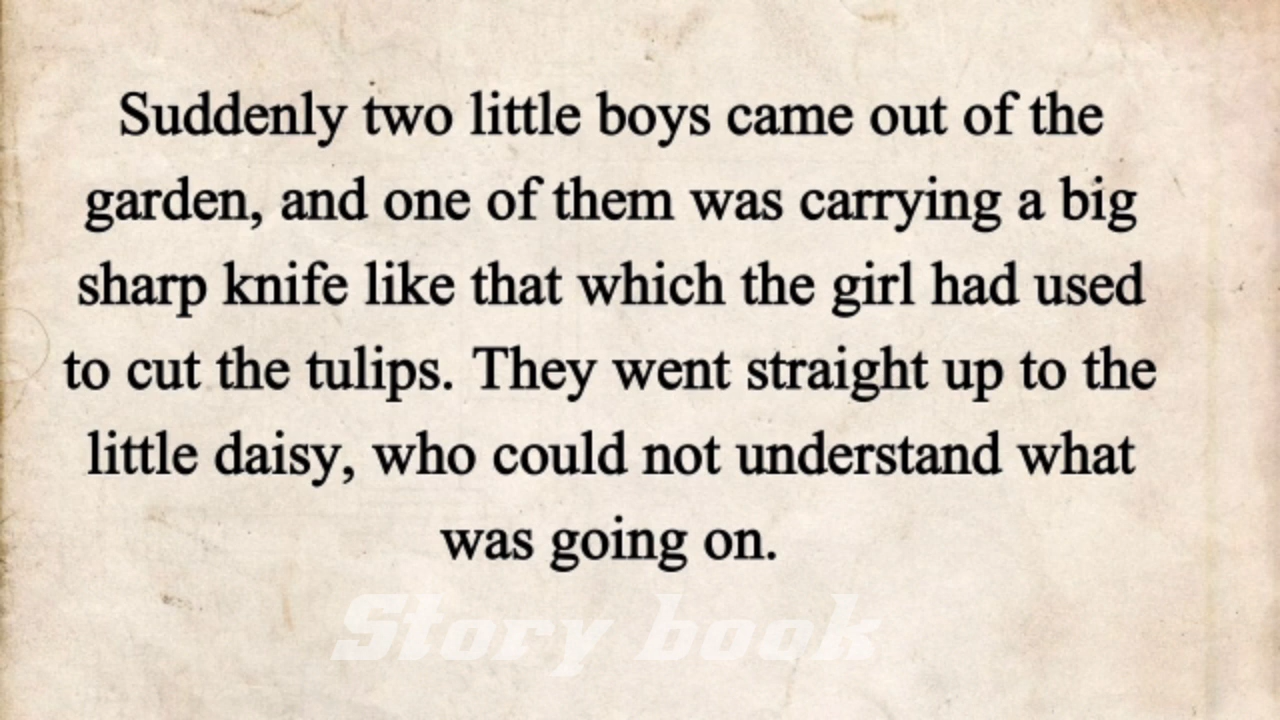 Suddenly two little boys came out of the
garden, and one of them was carrying a big
sharp knife like that which the girl had used
to cut the tulips. They went straight up to the
little daisy, who could not understand what
was going on.
Story book